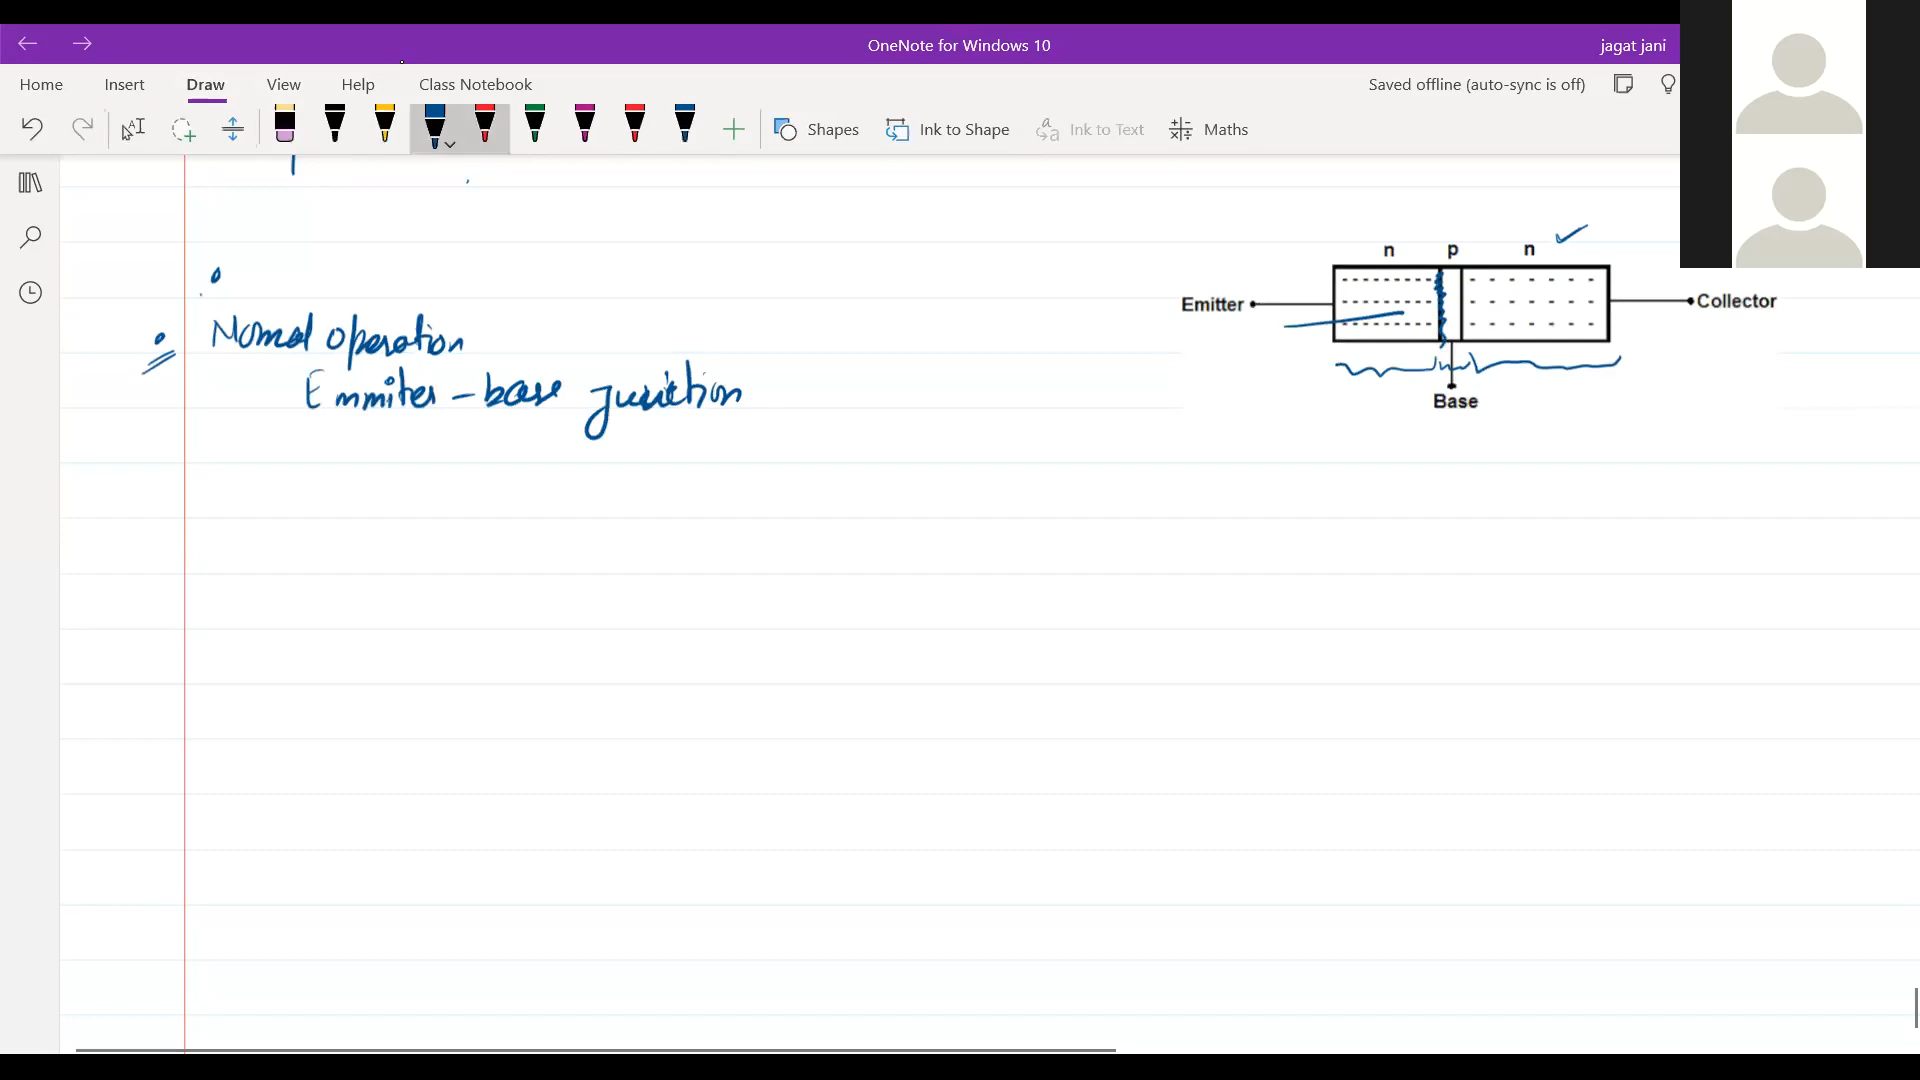 OneNote for Windows 10
jagat jani
Home Insert Draw View Help Class Notebook
Saved offline (auto-sync is off)
Shapes Ink to Shape Ink to Text Maths
n p n
Emitter
Collector
Base
Normal operation
Emmiter - base junction